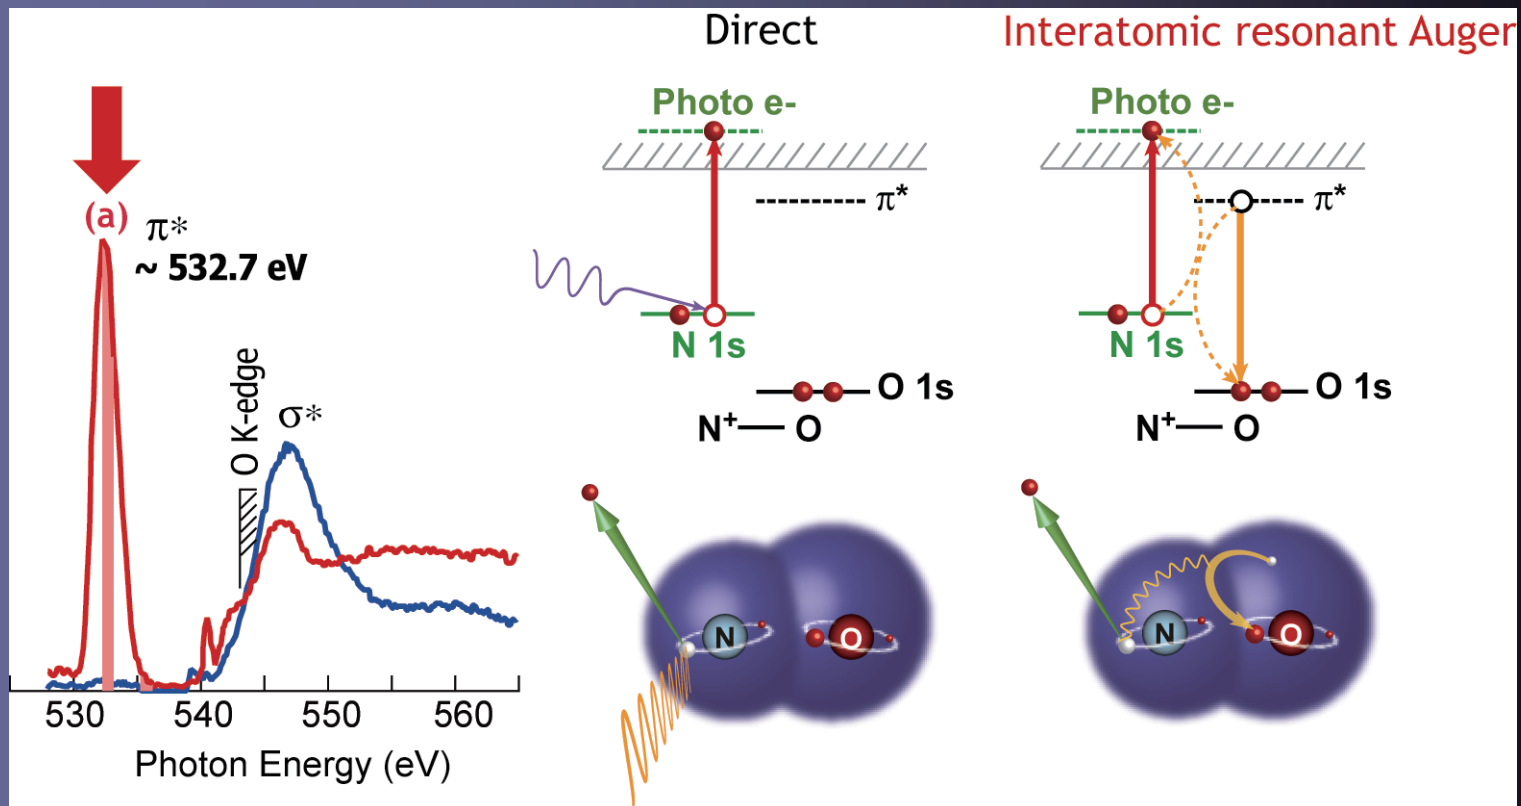 Direct
Interatomic resonant Auger
(a)
π*
~ 532.7 eV
O K-edge
σ*
530 540 550 560
Photon Energy (eV)
Photo e-
π*
N 1s
O 1s
N⁺—O
N
O
Photo e-
π*
N 1s
O 1s
N⁺—O
N
O